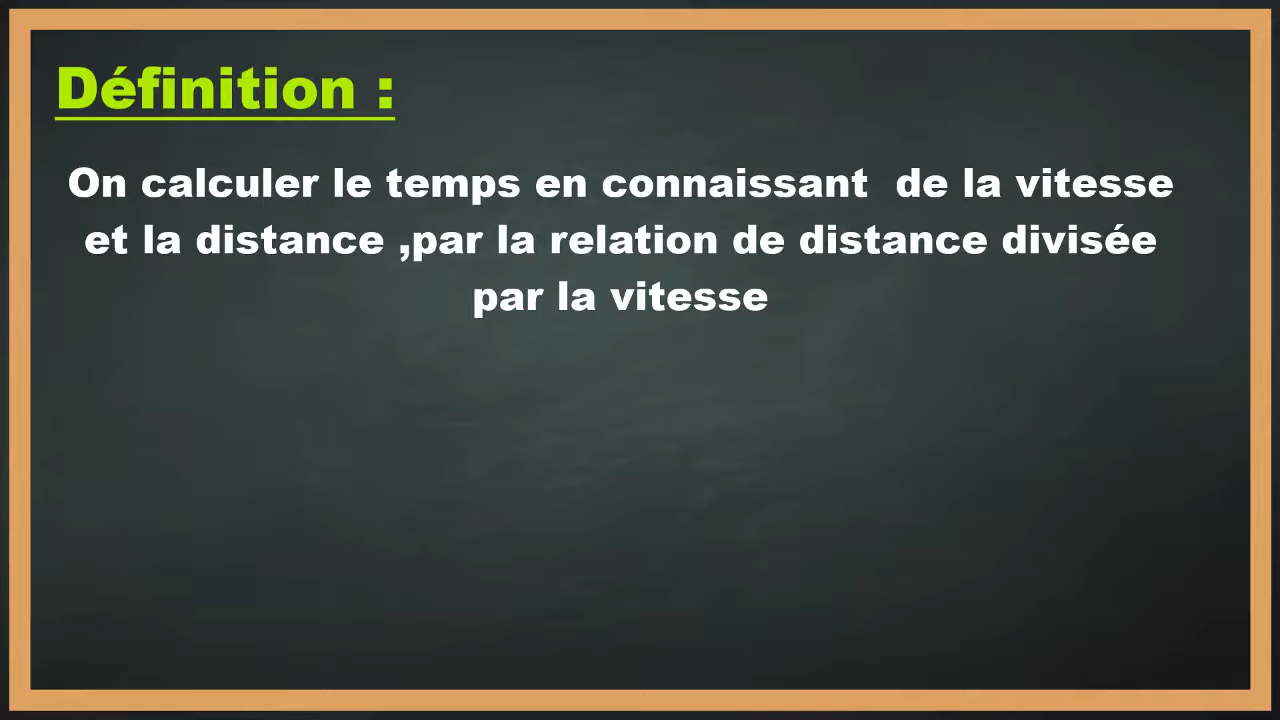 Définition :
On calculer le temps en connaissant  de la vitesse
et la distance ,par la relation de distance divisée
par la vitesse